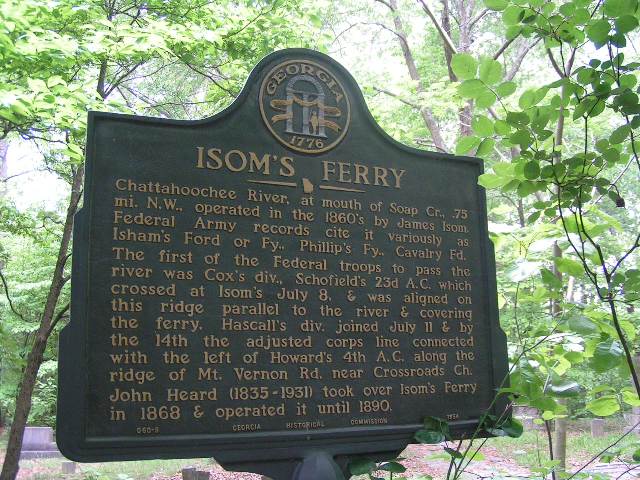 GEORGIA
1776
ISOM'S FERRY
Chattahoochee River, at mouth of Soap Cr., .75
mi. N.W., operated in the 1860's by James Isom.
Federal Army records cite it variously as
Isham's Ford or Fy., Phillip's Fy., Cavalry Fd.
The first of the Federal troops to pass the
river was Cox's div., Schofield's 23d A.C. which
crossed at Isom's July 8, & was aligned on
this ridge parallel to the river & covering
the ferry. Hascall's div. joined July 11 & by
the 14th the adjusted corps line connected
with the left of Howard's 4th A.C. along the
ridge of Mt. Vernon Rd. near Crossroads Ch.
John Heard (1835-1931) took over Isom's Ferry
in 1868 & operated it until 1890.
060-5 GEORGIA HISTORICAL COMMISSION 1954